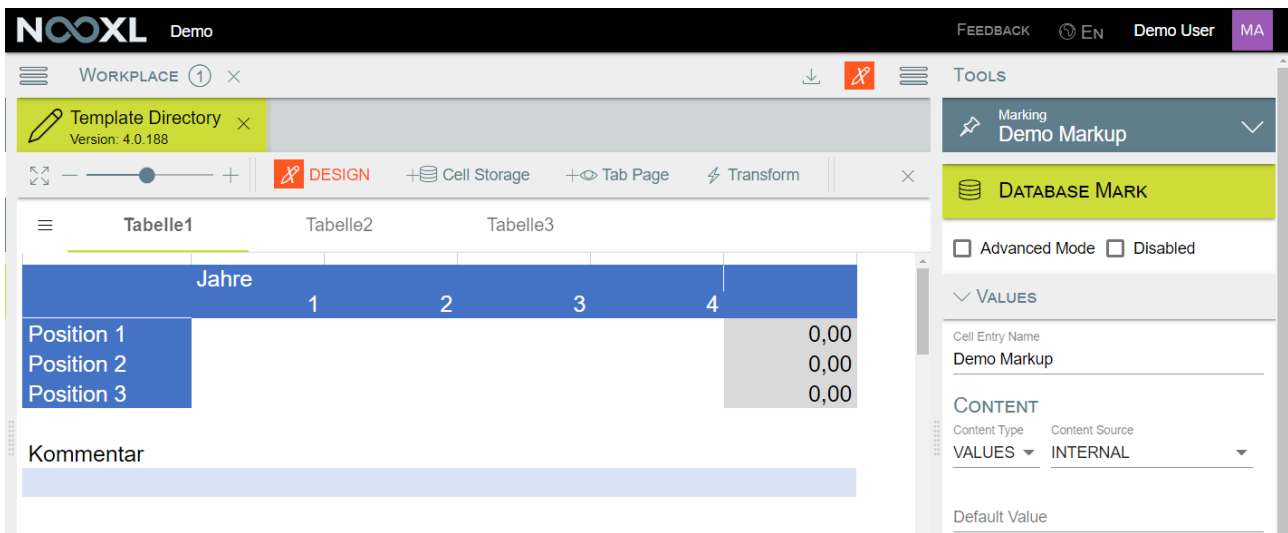 NOOXL Demo FEEDBACK EN Demo User MA
WORKPLACE 1 TOOLS
Template Directory
Version: 4.0.188
Marking
Demo Markup
DESIGN Cell Storage Tab Page Transform
DATABASE MARK
Tabelle1 Tabelle2 Tabelle3
Advanced Mode Disabled
Jahre
1 2 3 4
VALUES
Position 1 0,00
Position 2 0,00
Position 3 0,00
Cell Entry Name
Demo Markup
CONTENT
Content Type Content Source
VALUES INTERNAL
Kommentar
Default Value